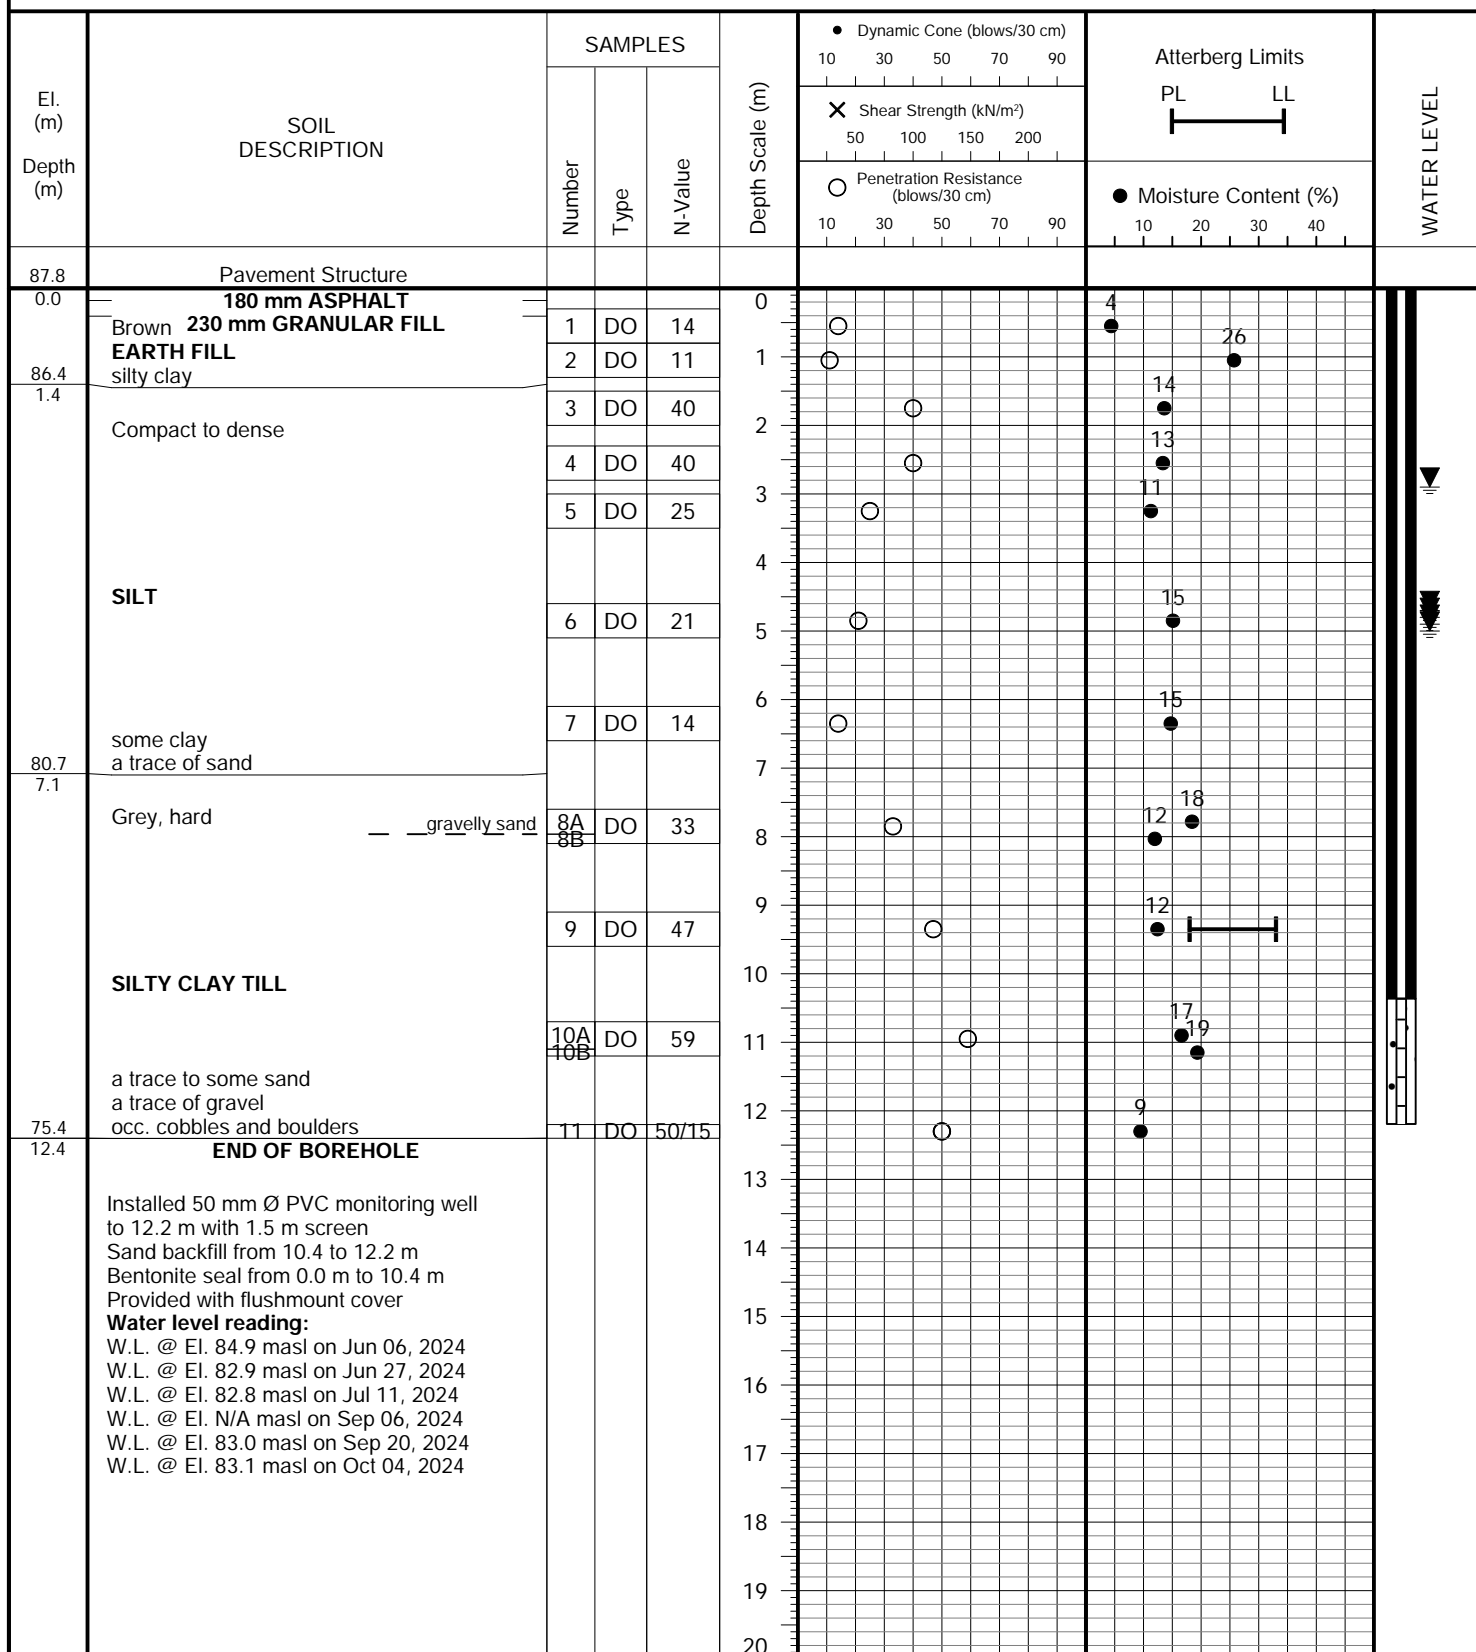 El.
(m)
Depth
(m)
SOIL
DESCRIPTION
SAMPLES
Number
Type
N-Value
Depth Scale (m)
● Dynamic Cone (blows/30 cm)
10 30 50 70 90
✕ Shear Strength (kN/m²)
50 100 150 200
○ Penetration Resistance
(blows/30 cm)
10 30 50 70 90
Atterberg Limits
PL LL
● Moisture Content (%)
10 20 30 40
WATER LEVEL
87.8 Pavement Structure
0.0 180 mm ASPHALT 0 4
Brown 230 mm GRANULAR FILL 1 DO 14 26
EARTH FILL 2 DO 11 1
86.4 silty clay
1.4 14
3 DO 40
Compact to dense 2
13
4 DO 40
3 11
5 DO 25
4
SILT 15
6 DO 21 5
6 15
7 DO 14
some clay
80.7 a trace of sand 7
7.1
18
Grey, hard gravelly sand 8A DO 33 12
8B 8
9 12
9 DO 47
SILTY CLAY TILL 10
17
10A DO 59 19
10B 11
a trace to some sand
a trace of gravel 12 9
75.4 occ. cobbles and boulders 11 DO 50/15
12.4 END OF BOREHOLE
13
Installed 50 mm Ø PVC monitoring well
to 12.2 m with 1.5 m screen
Sand backfill from 10.4 to 12.2 m 14
Bentonite seal from 0.0 m to 10.4 m
Provided with flushmount cover
Water level reading: 15
W.L. @ El. 84.9 masl on Jun 06, 2024
W.L. @ El. 82.9 masl on Jun 27, 2024
W.L. @ El. 82.8 masl on Jul 11, 2024 16
W.L. @ El. N/A masl on Sep 06, 2024
W.L. @ El. 83.0 masl on Sep 20, 2024 17
W.L. @ El. 83.1 masl on Oct 04, 2024
18
19
20